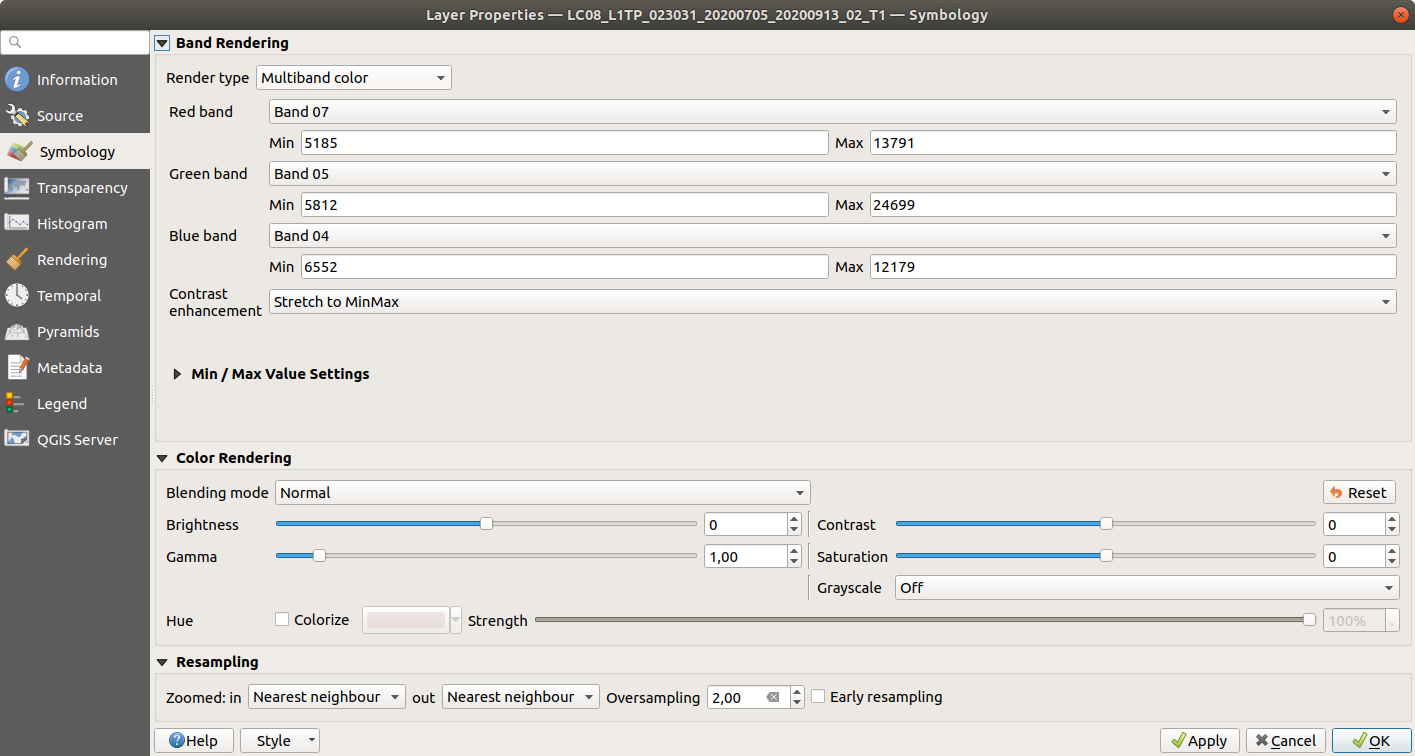 Layer Properties — LC08_L1TP_023031_20200705_20200913_02_T1 — Symbology
Information
Source
Symbology
Transparency
Histogram
Rendering
Temporal
Pyramids
Metadata
Legend
QGIS Server
Band Rendering
Render type Multiband color
Red band Band 07
Min 5185 Max 13791
Green band Band 05
Min 5812 Max 24699
Blue band Band 04
Min 6552 Max 12179
Contrast
enhancement Stretch to MinMax
Min / Max Value Settings
Color Rendering
Blending mode Normal Reset
Brightness 0 Contrast 0
Gamma 1,00 Saturation 0
Grayscale Off
Hue Colorize Strength 100%
Resampling
Zoomed: in Nearest neighbour out Nearest neighbour Oversampling 2,00 Early resampling
Help Style Apply Cancel OK